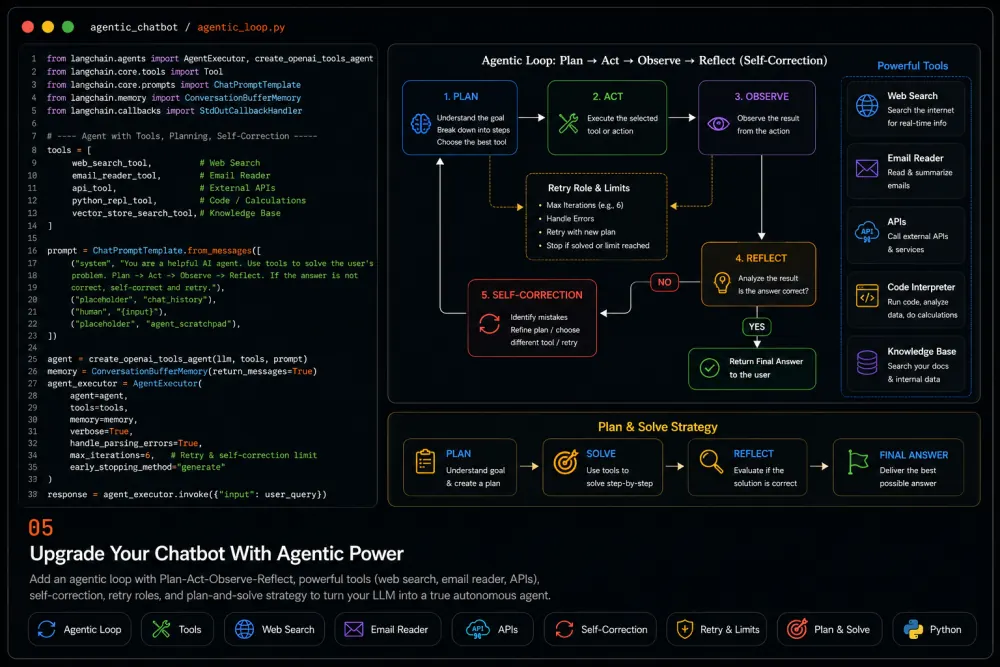 agentic_chatbot / agentic_loop.py
1 from langchain.agents import AgentExecutor, create_openai_tools_agent
2 from langchain.core.tools import Tool
3 from langchain.core.prompts import ChatPromptTemplate
4 from langchain.memory import ConversationBufferMemory
5 from langchain.callbacks import StdOutCallbackHandler
6
7 # ---- Agent with Tools, Planning, Self-Correction -----
8 tools = [
9 web_search_tool, # Web Search
10 email_reader_tool, # Email Reader
11 api_tool, # External APIs
12 python_repl_tool, # Code / Calculations
13 vector_store_search_tool, # Knowledge Base
14 ]
15
16 prompt = ChatPromptTemplate.from_messages([
17 ("system", "You are a helpful AI agent. Use tools to solve the user's
18 problem. Plan -> Act -> Observe -> Reflect. If the answer is not
19 correct, self-correct and retry."),
20 ("placeholder", "chat_history"),
21 ("human", "{input}"),
22 ("placeholder", "agent_scratchpad"),
23 ])
24
25 agent = create_openai_tools_agent(llm, tools, prompt)
26 memory = ConversationBufferMemory(return_messages=True)
27 agent_executor = AgentExecutor(
28 agent=agent,
29 tools=tools,
30 memory=memory,
31 verbose=True,
32 handle_parsing_errors=True,
34 max_iterations=6, # Retry & self-correction limit
35 early_stopping_method="generate"
38 )
response = agent_executor.invoke({"input": user_query})
Agentic Loop: Plan → Act → Observe → Reflect (Self-Correction)
1. PLAN
Understand the goal
Break down into steps
Choose the best tool
2. ACT
Execute the selected
tool or action
3. OBSERVE
Observe the result
from the action
Retry Role & Limits
• Max Iterations (e.g., 6)
• Handle Errors
• Retry with new plan
• Stop if solved or limit reached
4. REFLECT
Analyze the result
Is the answer correct?
NO
5. SELF-CORRECTION
Identify mistakes
Refine plan / choose
different tool / retry
YES
Return Final Answer
to the user
Powerful Tools
Web Search
Search the internet
for real-time info
Email Reader
Read & summarize
emails
API
APIs
Call external APIs
& services
Code Interpreter
Run code, analyze
data, do calculations
Knowledge Base
Search your docs
& internal data
Plan & Solve Strategy
PLAN
Understand goal
& create a plan
SOLVE
Use tools to
solve step-by-step
REFLECT
Evaluate if the
solution is correct
FINAL ANSWER
Deliver the best
possible answer
05
Upgrade Your Chatbot With Agentic Power
Add an agentic loop with Plan-Act-Observe-Reflect, powerful tools (web search, email reader, APIs),
self-correction, retry roles, and plan-and-solve strategy to turn your LLM into a true autonomous agent.
Agentic Loop
Tools
Web Search
Email Reader
API
APIs
Self-Correction
Retry & Limits
Plan & Solve
Python